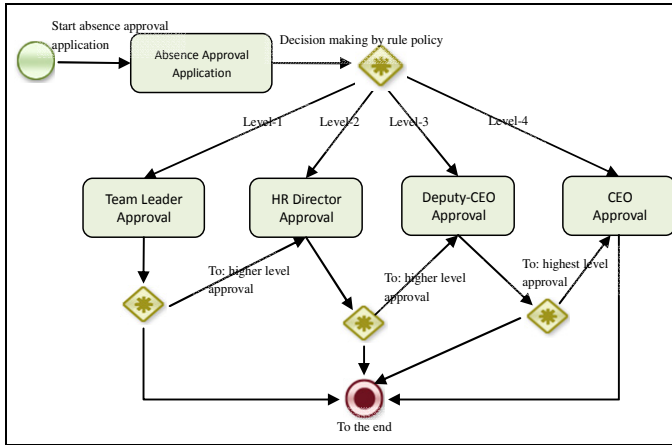 Start absence approval
application
Absence Approval
Application
Decision making by rule policy
Level-1
Level-2
Level-3
Level-4
Team Leader
Approval
HR Director
Approval
Deputy-CEO
Approval
CEO
Approval
To: higher level
approval
To: higher level
approval
To: highest level
approval
To the end